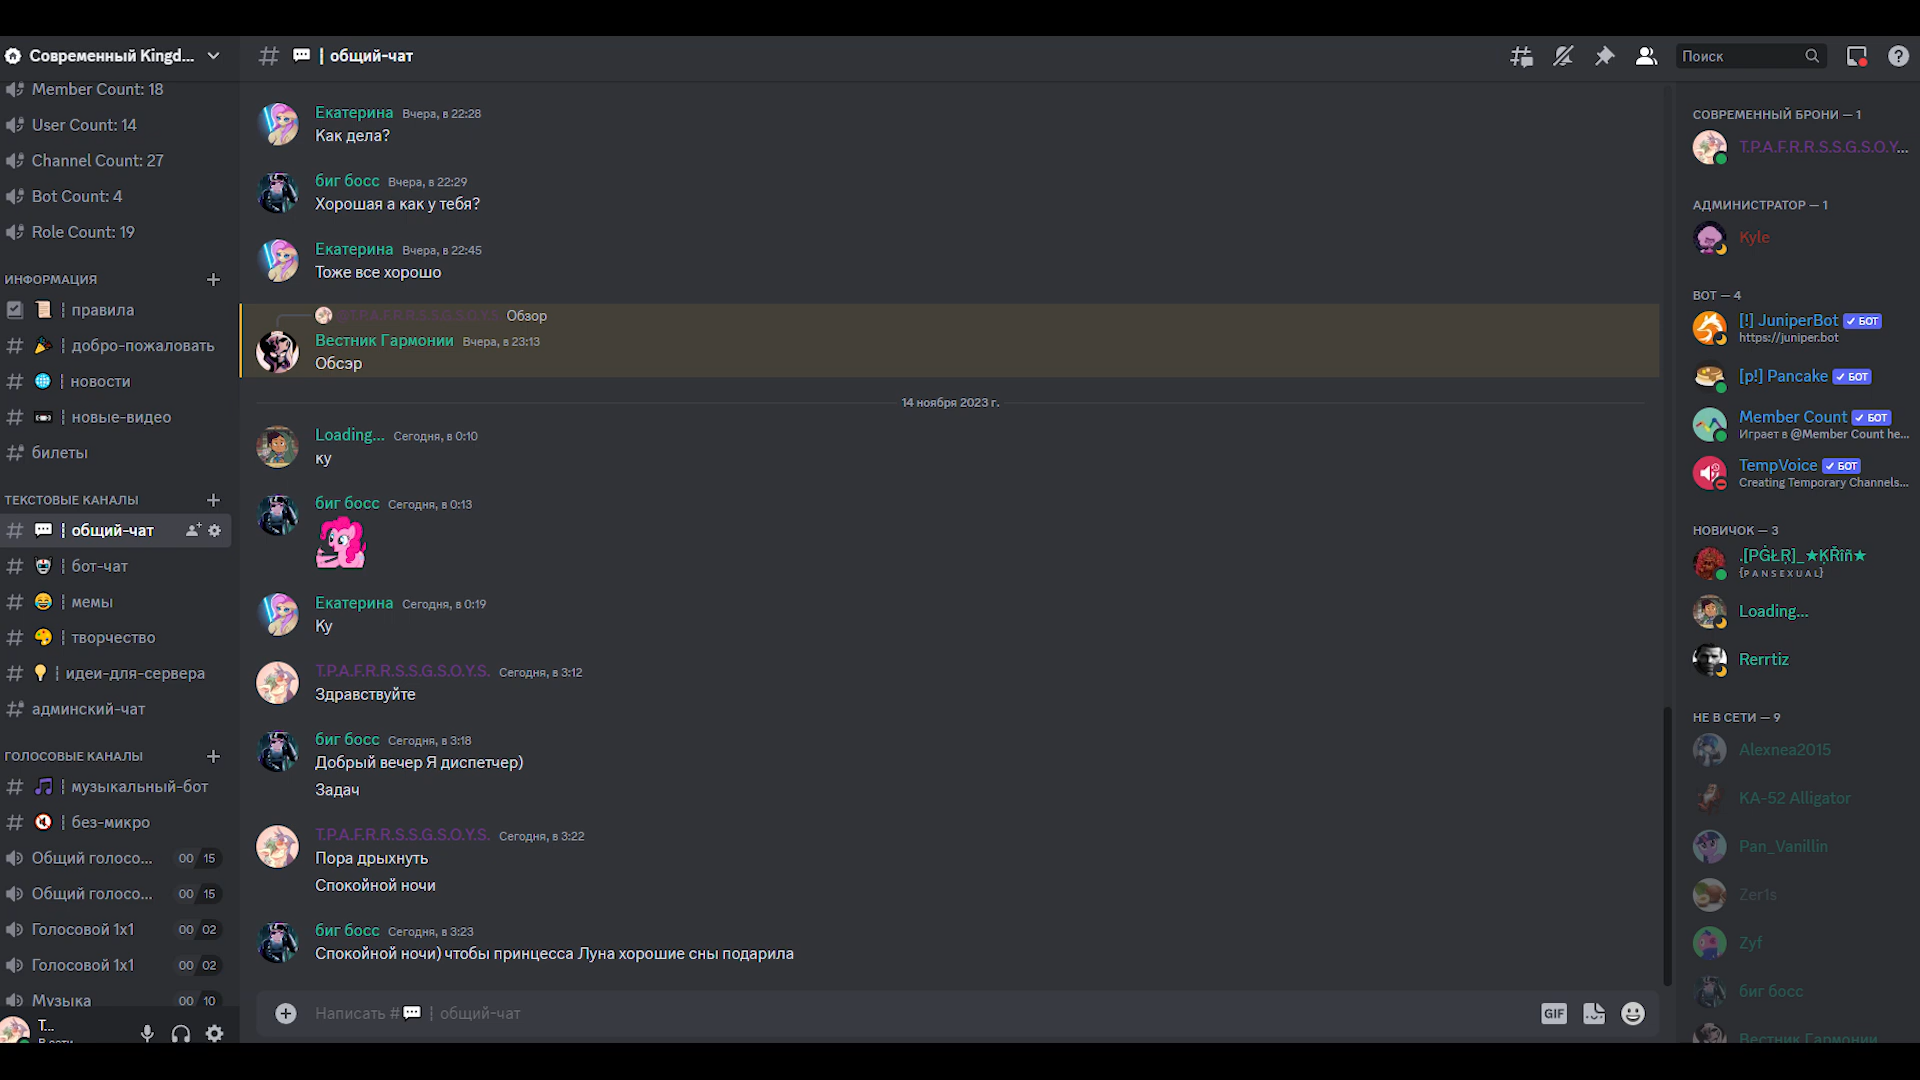 Современный Kingd...
Member Count: 18
User Count: 14
Channel Count: 27
Bot Count: 4
Role Count: 19
ИНФОРМАЦИЯ
| правила
| добро-пожаловать
| новости
| новые-видео
билеты
ТЕКСТОВЫЕ КАНАЛЫ
| общий-чат
| бот-чат
| мемы
| творчество
| идеи-для-сервера
админский-чат
ГОЛОСОВЫЕ КАНАЛЫ
| музыкальный-бот
| без-микро
Общий голосо... 00 15
Общий голосо... 00 15
Голосовой 1x1 00 02
Голосовой 1x1 00 02
Музыка 00 10
T...
В сети
# | общий-чат
Екатерина Вчера, в 22:28
Как дела?
биг босс Вчера, в 22:29
Хорошая а как у тебя?
Екатерина Вчера, в 22:45
Тоже все хорошо
@T.P.A.F.R.R.S.S.G.S.O.Y.S. Обзор
Вестник Гармонии Вчера, в 23:13
Обсэр
14 ноября 2023 г.
Loading... Сегодня, в 0:10
ку
биг босс Сегодня, в 0:13
Екатерина Сегодня, в 0:19
Ку
T.P.A.F.R.R.S.S.G.S.O.Y.S. Сегодня, в 3:12
Здравствуйте
биг босс Сегодня, в 3:18
Добрый вечер Я диспетчер)
Задач
T.P.A.F.R.R.S.S.G.S.O.Y.S. Сегодня, в 3:22
Пора дрыхнуть
Спокойной ночи
биг босс Сегодня, в 3:23
Спокойной ночи) чтобы принцесса Луна хорошие сны подарила
Написать # | общий-чат
GIF
Поиск
СОВРЕМЕННЫЙ БРОНИ — 1
T.P.A.F.R.R.S.S.G.S.O.Y...
АДМИНИСТРАТОР — 1
Kyle
БОТ — 4
[!] JuniperBot БОТ
https://juniper.bot
[p!] Pancake БОТ
Member Count БОТ
Играет в @Member Count he...
TempVoice БОТ
Creating Temporary Channels...
НОВИЧОК — 3
.[PĠŁŖ]_★ĶŘîñ★
{ᴘᴀɴsᴇxᴜᴀʟ}
Loading...
Rerrtiz
НЕ В СЕТИ — 9
Alexnea2015
KA-52 Alligator
Pan_Vanillin
Zer1s
Zyf
биг босс
Вестник Гармонии